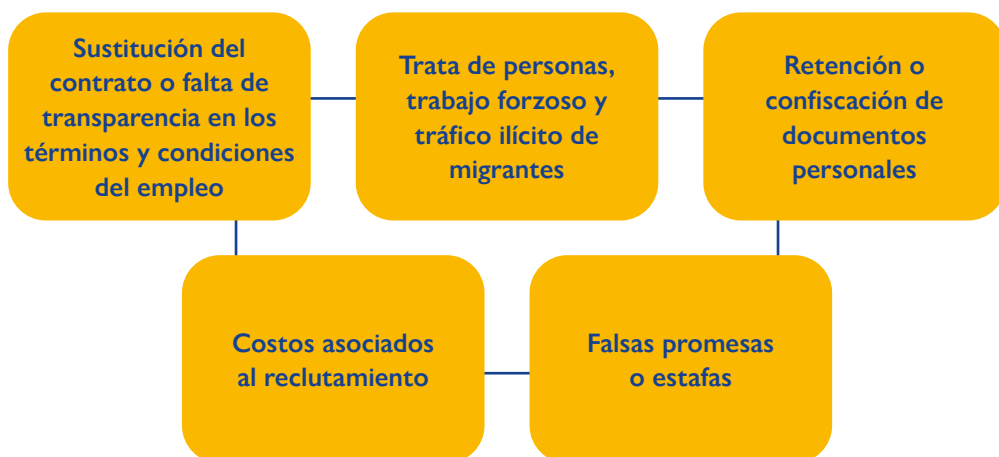 Sustitución del
contrato o falta de
transparencia en los
términos y condiciones
del empleo
Trata de personas,
trabajo forzoso y
tráfico ilícito de
migrantes
Retención o
confiscación de
documentos
personales
Costos asociados
al reclutamiento
Falsas promesas
o estafas